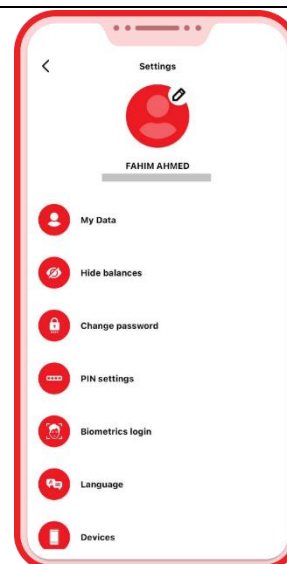 Settings
FAHIM AHMED
My Data
Hide balances
Change password
PIN settings
Biometrics login
Language
Devices